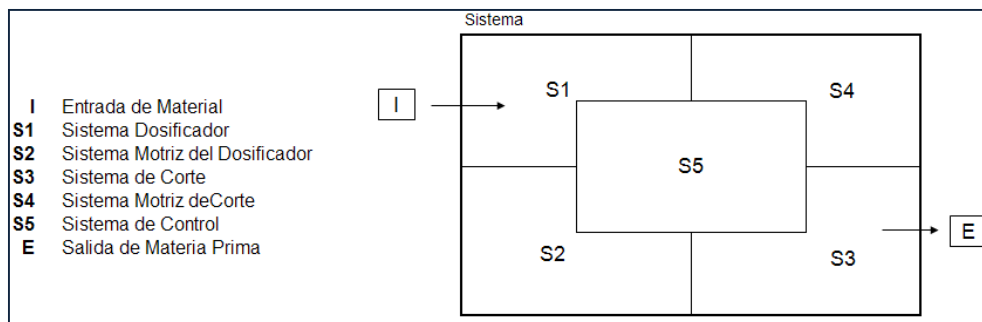 Sistema
I Entrada de Material
S1 Sistema Dosificador
S2 Sistema Motriz del Dosificador
S3 Sistema de Corte
S4 Sistema Motriz deCorte
S5 Sistema de Control
E Salida de Materia Prima
I
S1
S4
S5
S2
S3
E